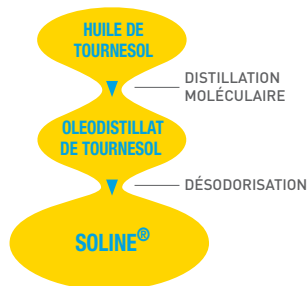 HUILE DE
TOURNESOL
DISTILLATION
MOLÉCULAIRE
OLEODISTILLAT
DE TOURNESOL
DÉSODORISATION
SOLINE®